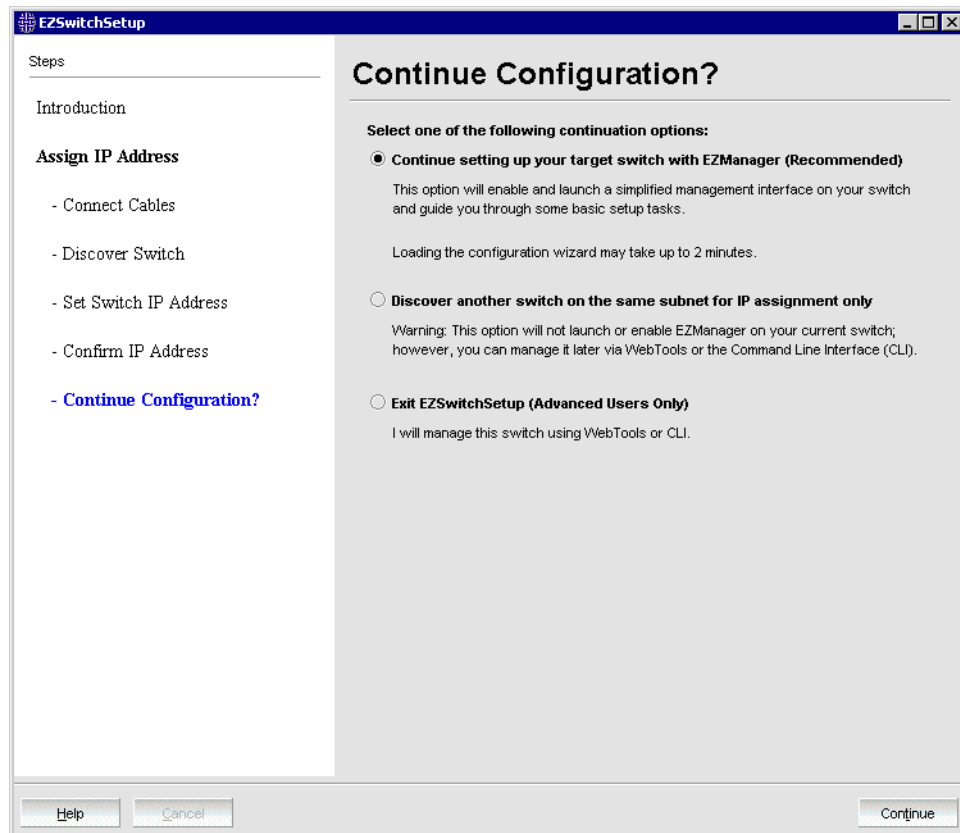 EZSwitchSetup
Steps
Introduction
Assign IP Address
- Connect Cables
- Discover Switch
- Set Switch IP Address
- Confirm IP Address
- Continue Configuration?
Continue Configuration?
Select one of the following continuation options:
Continue setting up your target switch with EZManager (Recommended)
This option will enable and launch a simplified management interface on your switch
and guide you through some basic setup tasks.
Loading the configuration wizard may take up to 2 minutes.
Discover another switch on the same subnet for IP assignment only
Warning: This option will not launch or enable EZManager on your current switch;
however, you can manage it later via WebTools or the Command Line Interface (CLI).
Exit EZSwitchSetup (Advanced Users Only)
I will manage this switch using WebTools or CLI.
Help
Cancel
Continue